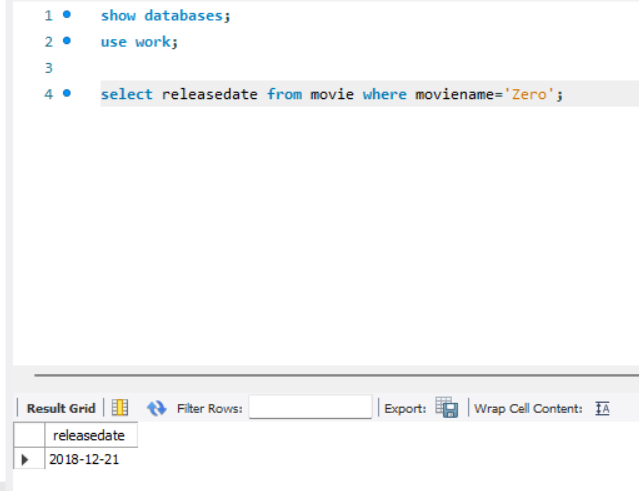 1 show databases;
2 use work;
3
4 select releasedate from movie where moviename='Zero';
Result Grid Filter Rows: Export: Wrap Cell Content: IA
releasedate
2018-12-21